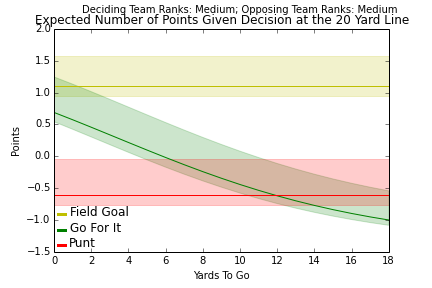 Deciding Team Ranks: Medium; Opposing Team Ranks: Medium
Expected Number of Points Given Decision at the 20 Yard Line
2.0
1.5
1.0
0.5
0.0
−0.5
−1.0
−1.5
Points
Field Goal
Go For It
Punt
0 2 4 6 8 10 12 14 16 18
Yards To Go